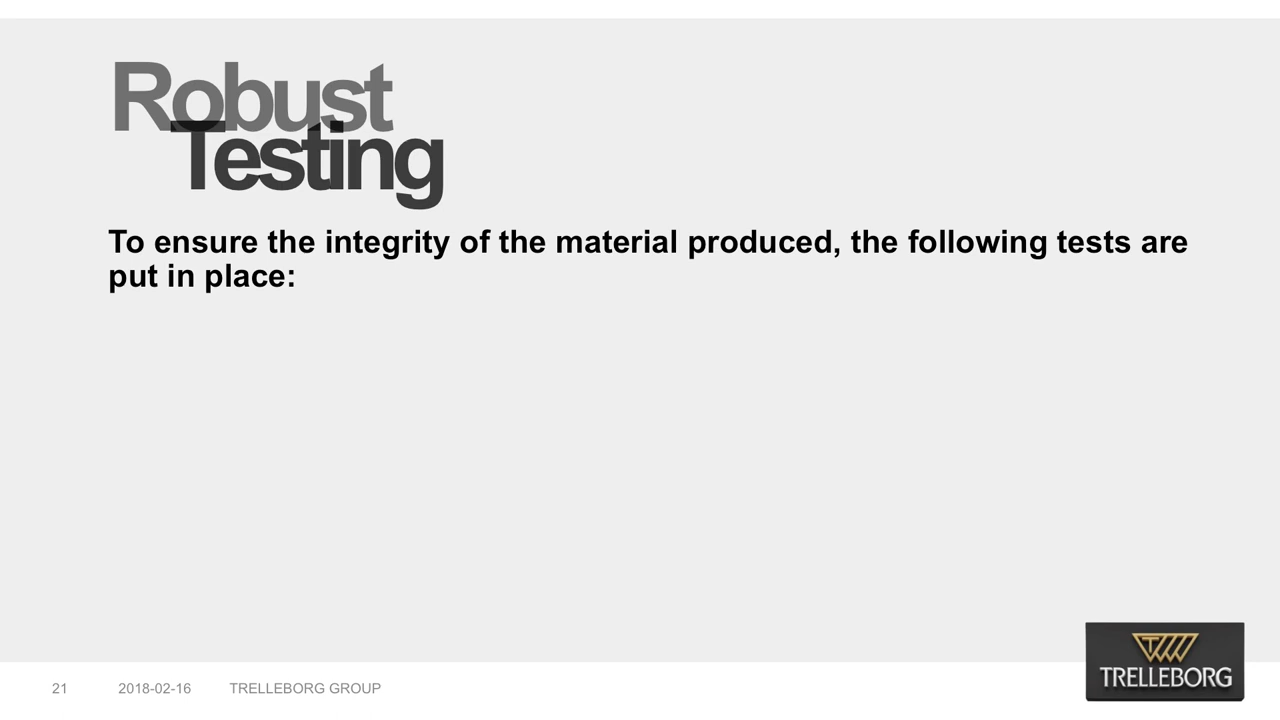 Robust
Testing
To ensure the integrity of the material produced, the following tests are
put in place:
21 2018-02-16 TRELLEBORG GROUP
TRELLEBORG